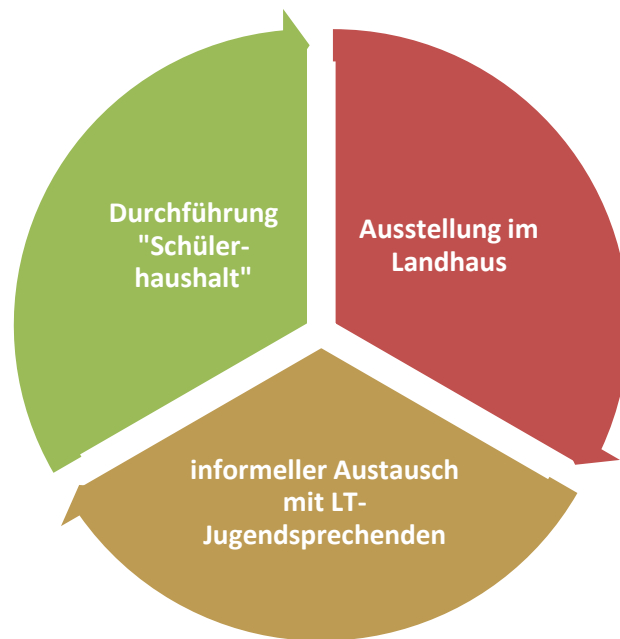 Durchführung
"Schüler-
haushalt"
Ausstellung im
Landhaus
informeller Austausch
mit LT-
Jugendsprechenden